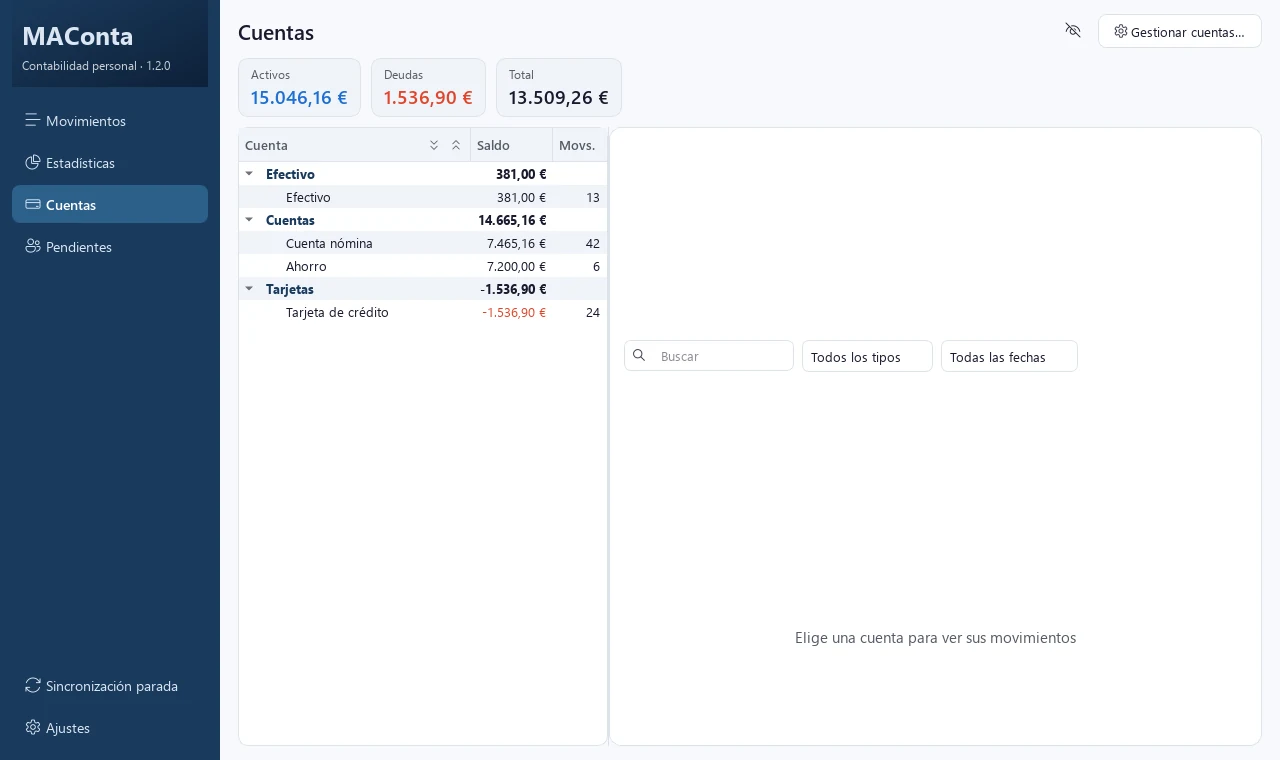 MAConta
Contabilidad personal · 1.2.0
Movimientos
Estadísticas
Cuentas
Pendientes
Sincronización parada
Ajustes
Cuentas
Gestionar cuentas...
Activos
15.046,16 €
Deudas
1.536,90 €
Total
13.509,26 €
Cuenta Saldo Movs.
Efectivo 381,00 €
Efectivo 381,00 € 13
Cuentas 14.665,16 €
Cuenta nómina 7.465,16 € 42
Ahorro 7.200,00 € 6
Tarjetas -1.536,90 €
Tarjeta de crédito -1.536,90 € 24
Buscar Todos los tipos Todas las fechas
Elige una cuenta para ver sus movimientos